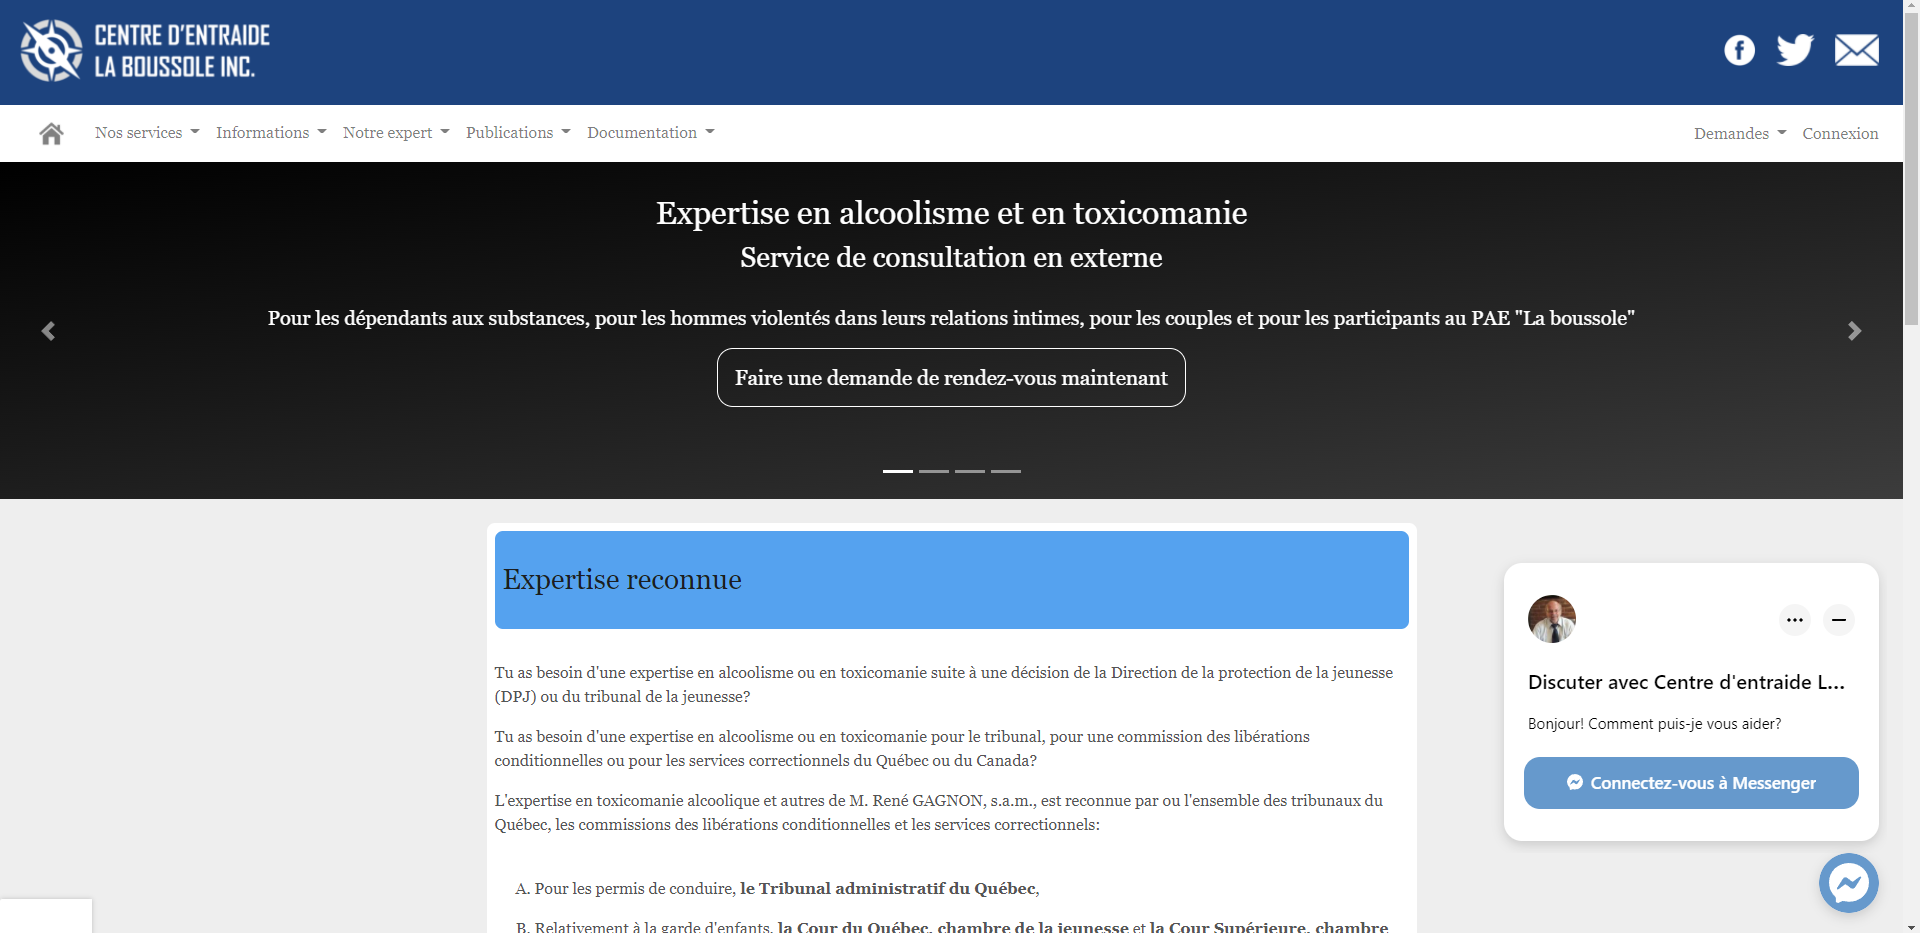 CENTRE D'ENTRAIDE
LA BOUSSOLE INC.
Nos services Informations Notre expert Publications Documentation Demandes Connexion
Expertise en alcoolisme et en toxicomanie
Service de consultation en externe
Pour les dépendants aux substances, pour les hommes violentés dans leurs relations intimes, pour les couples et pour les participants au PAE "La boussole"
Faire une demande de rendez-vous maintenant
Expertise reconnue
Tu as besoin d'une expertise en alcoolisme ou en toxicomanie suite à une décision de la Direction de la protection de la jeunesse
(DPJ) ou du tribunal de la jeunesse?
Tu as besoin d'une expertise en alcoolisme ou en toxicomanie pour le tribunal, pour une commission des libérations
conditionnelles ou pour les services correctionnels du Québec ou du Canada?
L'expertise en toxicomanie alcoolique et autres de M. René GAGNON, s.a.m., est reconnue par ou l'ensemble des tribunaux du
Québec, les commissions des libérations conditionnelles et les services correctionnels:
A. Pour les permis de conduire, le Tribunal administratif du Québec,
B. Relativement à la garde d'enfants, la Cour du Québec, chambre de la jeunesse et la Cour Supérieure, chambre
Discuter avec Centre d'entraide L...
Bonjour! Comment puis-je vous aider?
Connectez-vous à Messenger